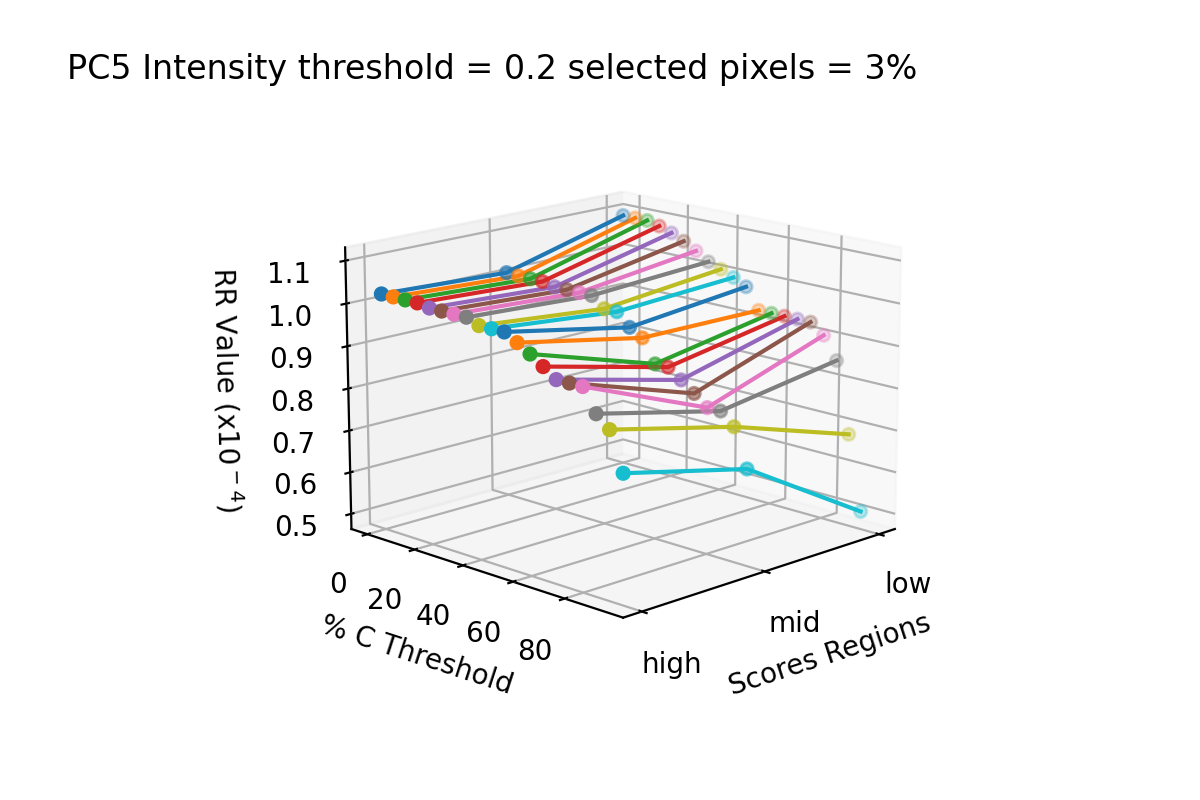 PC5 Intensity threshold = 0.2 selected pixels = 3%
RR Value (x10⁻⁴)
1.1
1.0
0.9
0.8
0.7
0.6
0.5
0
20
40
60
80
% C Threshold
high
mid
low
Scores Regions